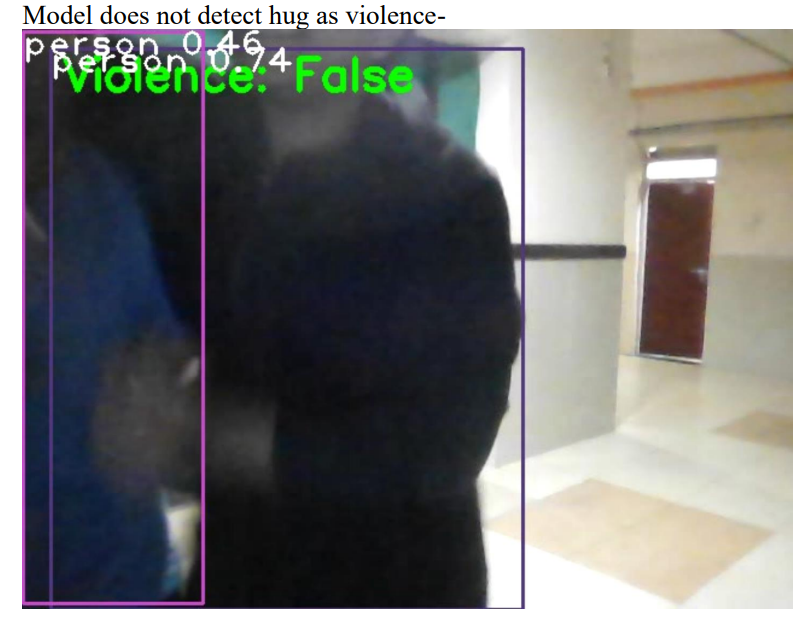 Model does not detect hug as violence-
person 0.46
person 0.74
Violence: False